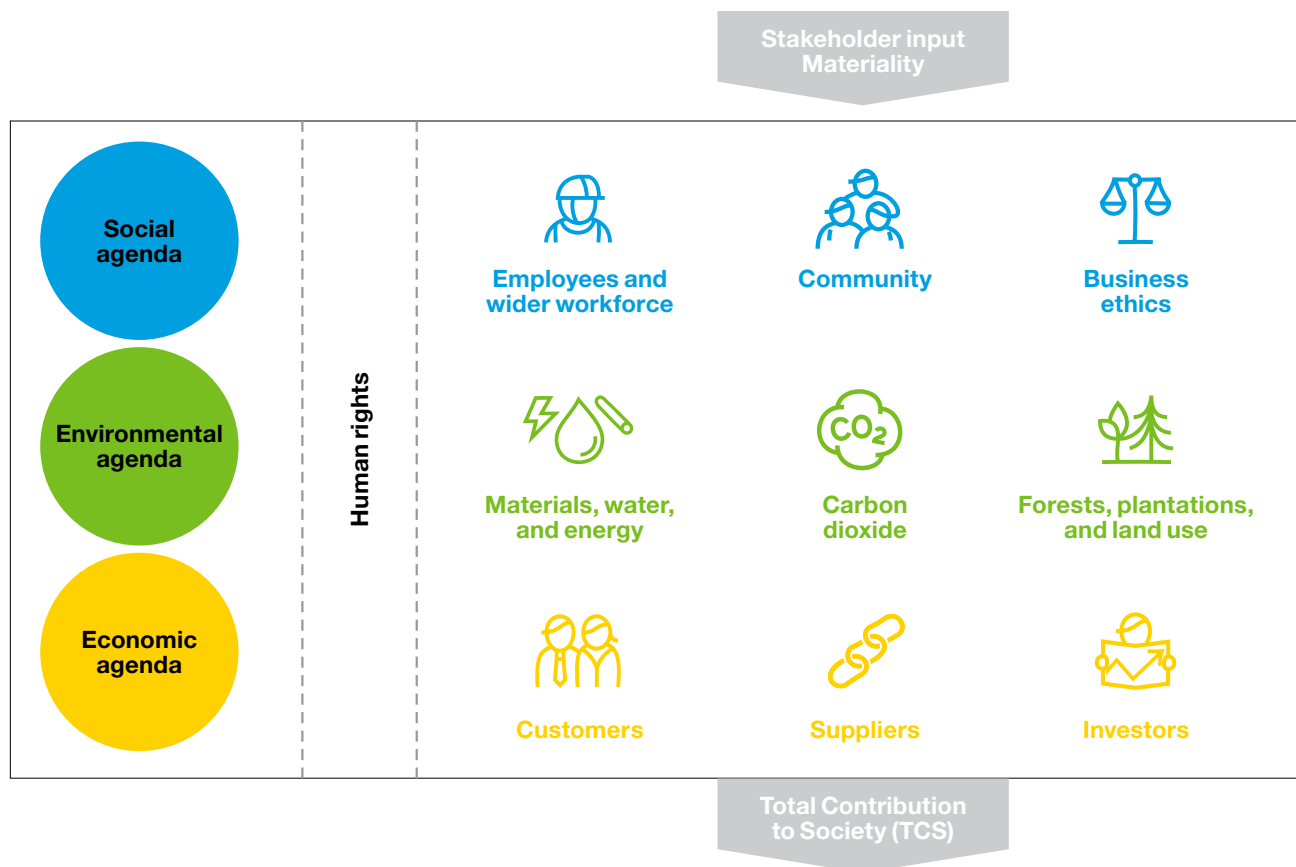 Stakeholder input
Materiality
Social
agenda
Environmental
agenda
Economic
agenda
Human rights
Employees and
wider workforce
Community
Business
ethics
CO₂
Materials, water,
and energy
Carbon
dioxide
Forests, plantations,
and land use
Customers
Suppliers
Investors
Total Contribution
to Society (TCS)